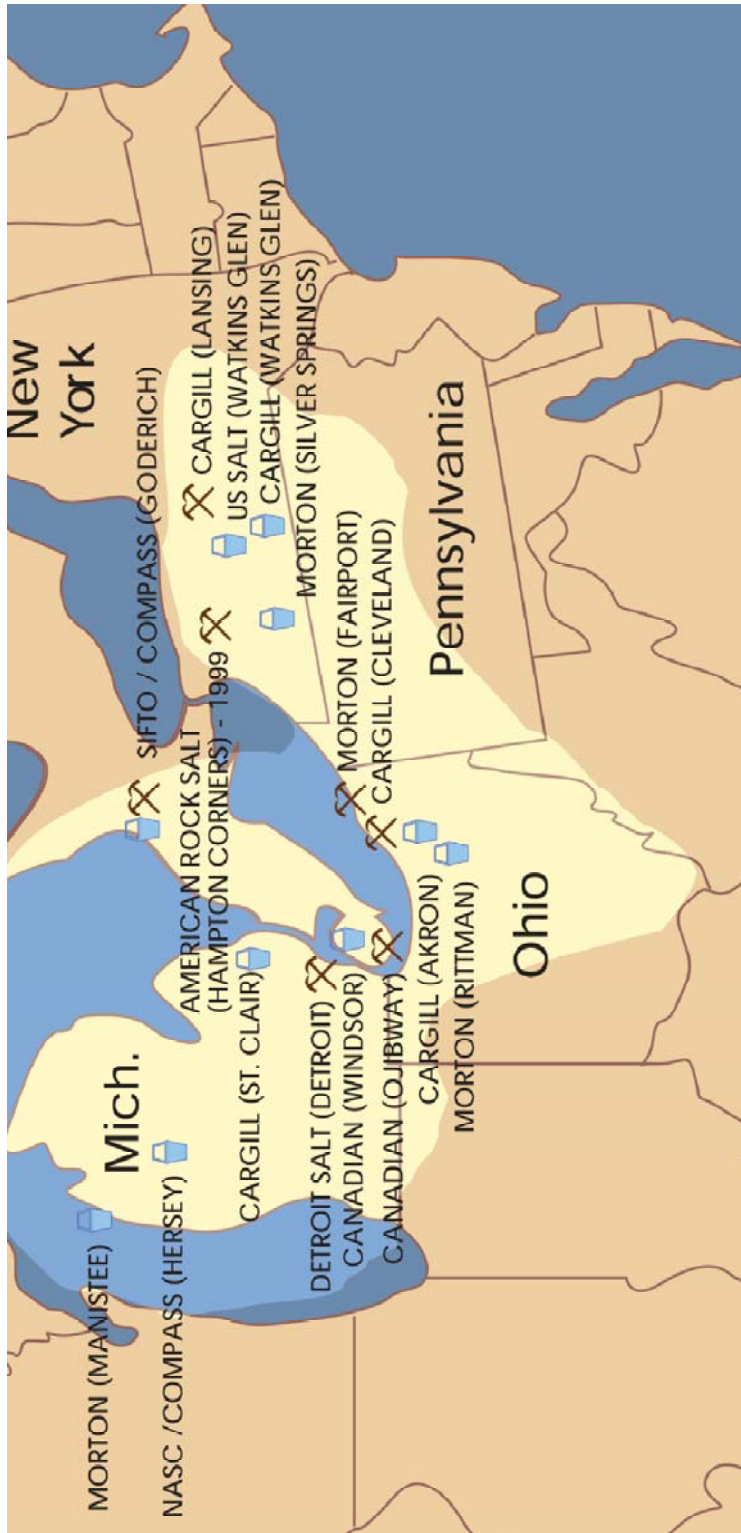 New
York
SIFTO / COMPASS (GODERICH)
CARGILL (LANSING)
US SALT (WATKINS GLEN)
CARGILL (WATKINS GLEN)
MORTON (SILVER SPRINGS)
AMERICAN ROCK SALT
(HAMPTON CORNERS) - 1999
Mich.
MORTON (MANISTEE)
NASC /COMPASS (HERSEY)
CARGILL (ST. CLAIR)
DETROIT SALT (DETROIT)
CANADIAN (WINDSOR)
CANADIAN (OJIBWAY)
MORTON (FAIRPORT)
CARGILL (CLEVELAND)
CARGILL (AKRON)
MORTON (RITTMAN)
Pennsylvania
Ohio